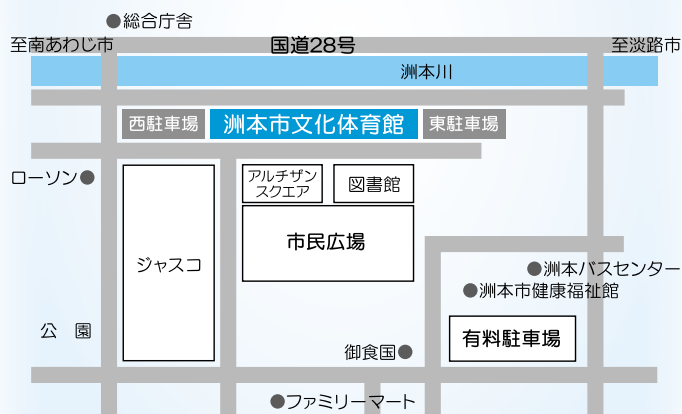 ●総合庁舎
至南あわじ市
国道28号
至淡路市
洲本川
西駐車場
洲本市文化体育館
東駐車場
ローソン●
アルチザン
スクエア
図書館
市民広場
ジャスコ
●洲本バスセンター
●洲本市健康福祉館
公園
有料駐車場
御食国●
●ファミリーマート